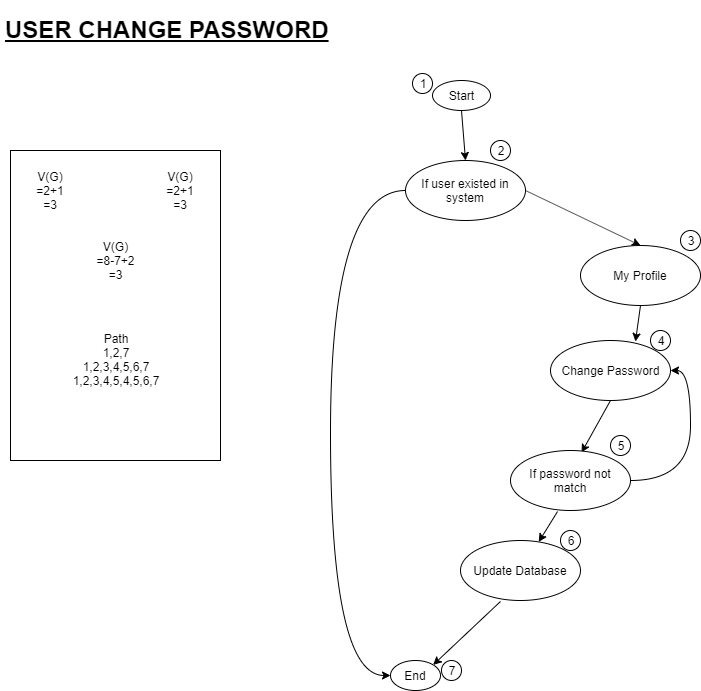 USER CHANGE PASSWORD
1
Start
2
If user existed in
system
3
My Profile
4
Change Password
5
If password not
match
6
Update Database
End
7
V(G)
=2+1
=3
V(G)
=2+1
=3
V(G)
=8-7+2
=3
Path
1,2,7
1,2,3,4,5,6,7
1,2,3,4,5,4,5,6,7